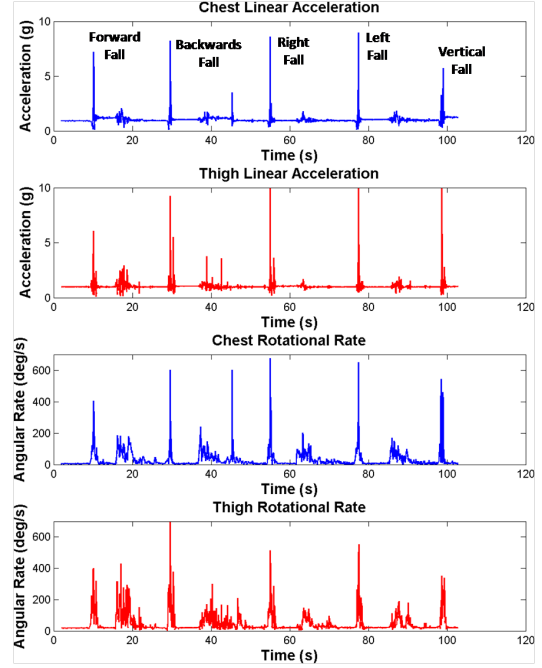 Chest Linear Acceleration
Acceleration (g)
10
5
0
Forward
Fall
Backwards
Fall
Right
Fall
Left
Fall
Vertical
Fall
0 20 40 60 80 100 120
Time (s)
Thigh Linear Acceleration
Acceleration (g)
10
5
0
0 20 40 60 80 100 120
Time (s)
Chest Rotational Rate
Angular Rate (deg/s)
600
400
200
0
0 20 40 60 80 100 120
Time (s)
Thigh Rotational Rate
Angular Rate (deg/s)
600
400
200
0
0 20 40 60 80 100 120
Time (s)